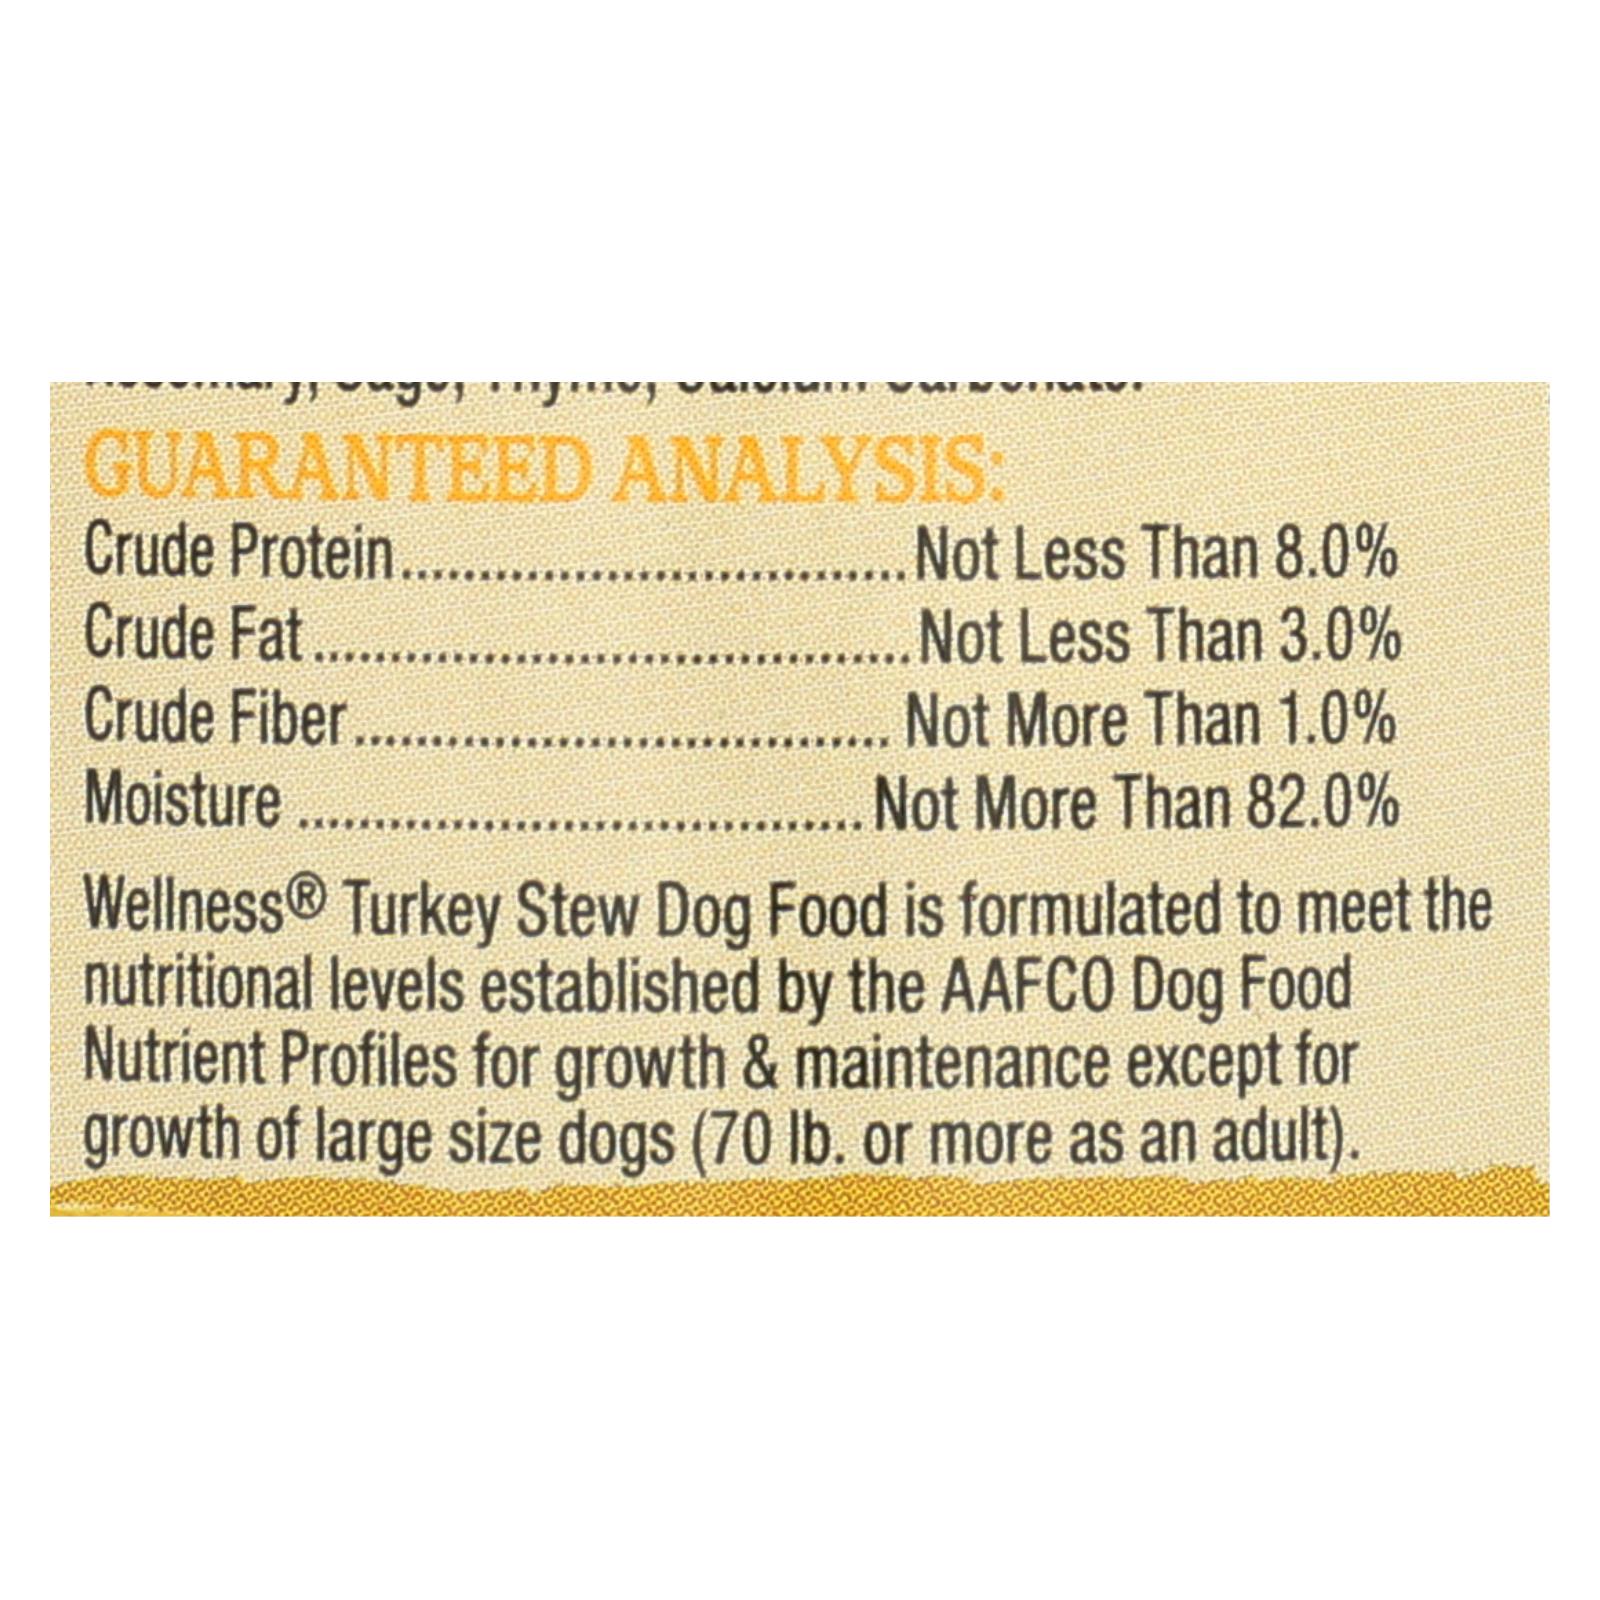 Rosemary, Sage, Thyme, Calcium Carbonate.
GUARANTEED ANALYSIS:
Crude Protein.................................Not Less Than 8.0%
Crude Fat.......................................Not Less Than 3.0%
Crude Fiber................................... Not More Than 1.0%
Moisture .....................................Not More Than 82.0%
Wellness® Turkey Stew Dog Food is formulated to meet the
nutritional levels established by the AAFCO Dog Food
Nutrient Profiles for growth & maintenance except for
growth of large size dogs (70 lb. or more as an adult).